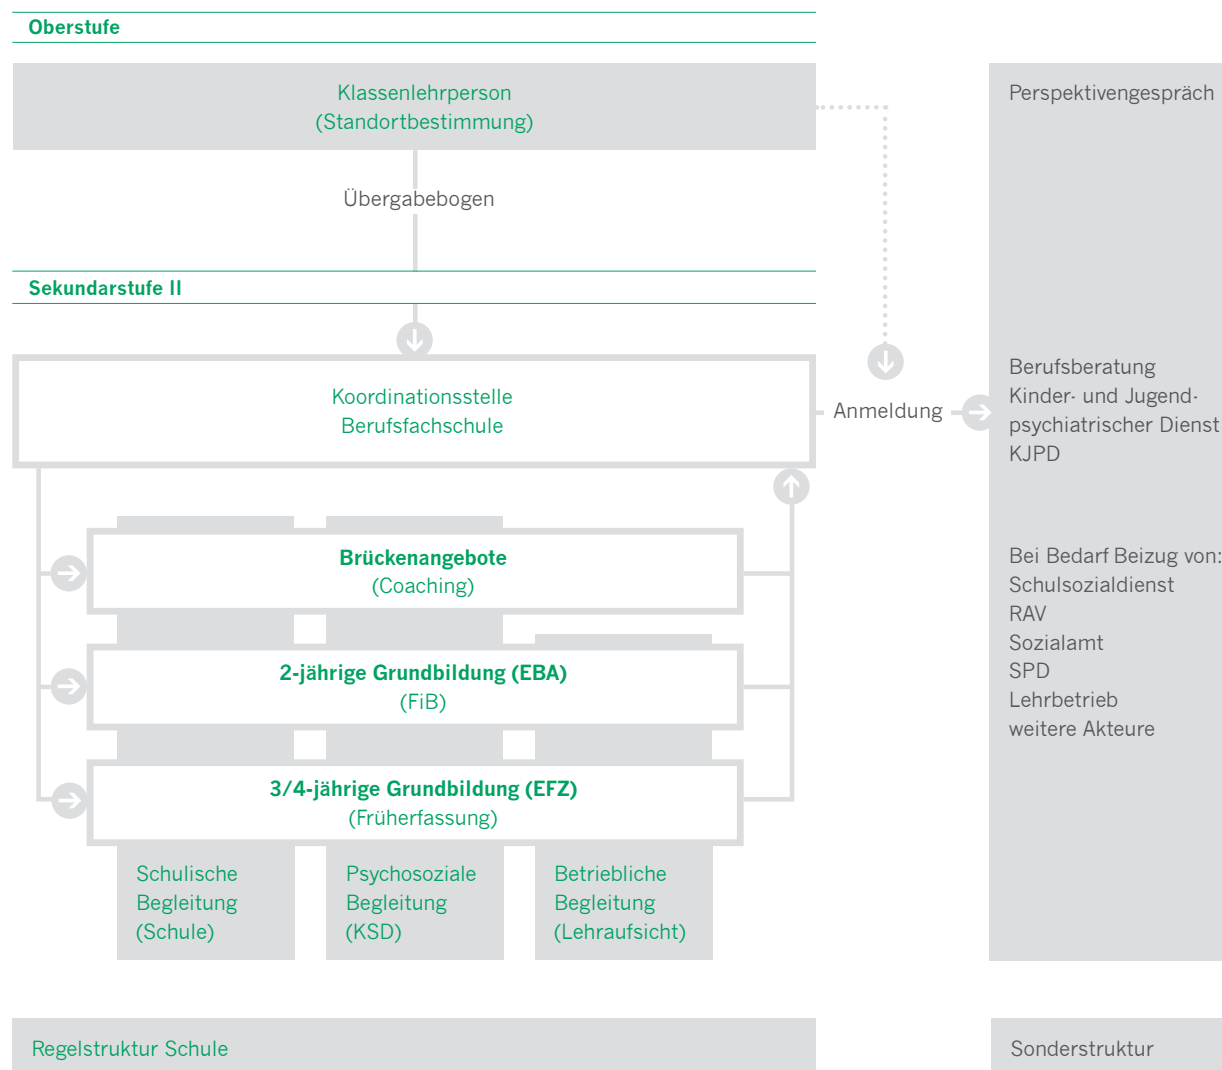 Oberstufe
Klassenlehrperson
(Standortbestimmung)
Übergabebogen
Sekundarstufe II
Koordinationsstelle
Berufsfachschule
Anmeldung
Brückenangebote
(Coaching)
2-jährige Grundbildung (EBA)
(FiB)
3/4-jährige Grundbildung (EFZ)
(Früherfassung)
Schulische
Begleitung
(Schule)
Psychosoziale
Begleitung
(KSD)
Betriebliche
Begleitung
(Lehraufsicht)
Regelstruktur Schule
Perspektivengespräch
Berufsberatung
Kinder- und Jugend-
psychiatrischer Dienst
KJPD
Bei Bedarf Beizug von:
Schulsozialdienst
RAV
Sozialamt
SPD
Lehrbetrieb
weitere Akteure
Sonderstruktur